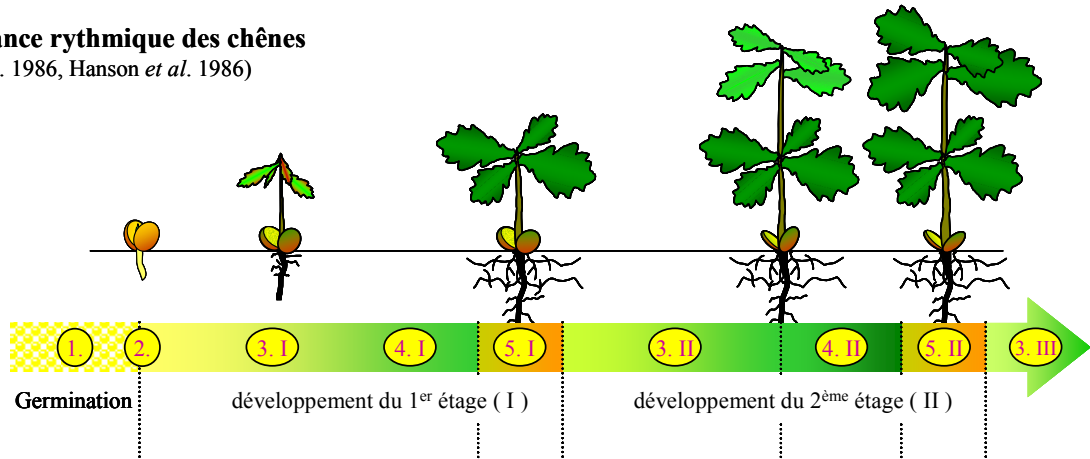 ance rythmique des chênes
. 1986, Hanson et al. 1986)
1. 2. 3. I 4. I 5. I 3. II 4. II 5. II 3. III
Germination développement du 1er étage ( I ) développement du 2ème étage ( II )